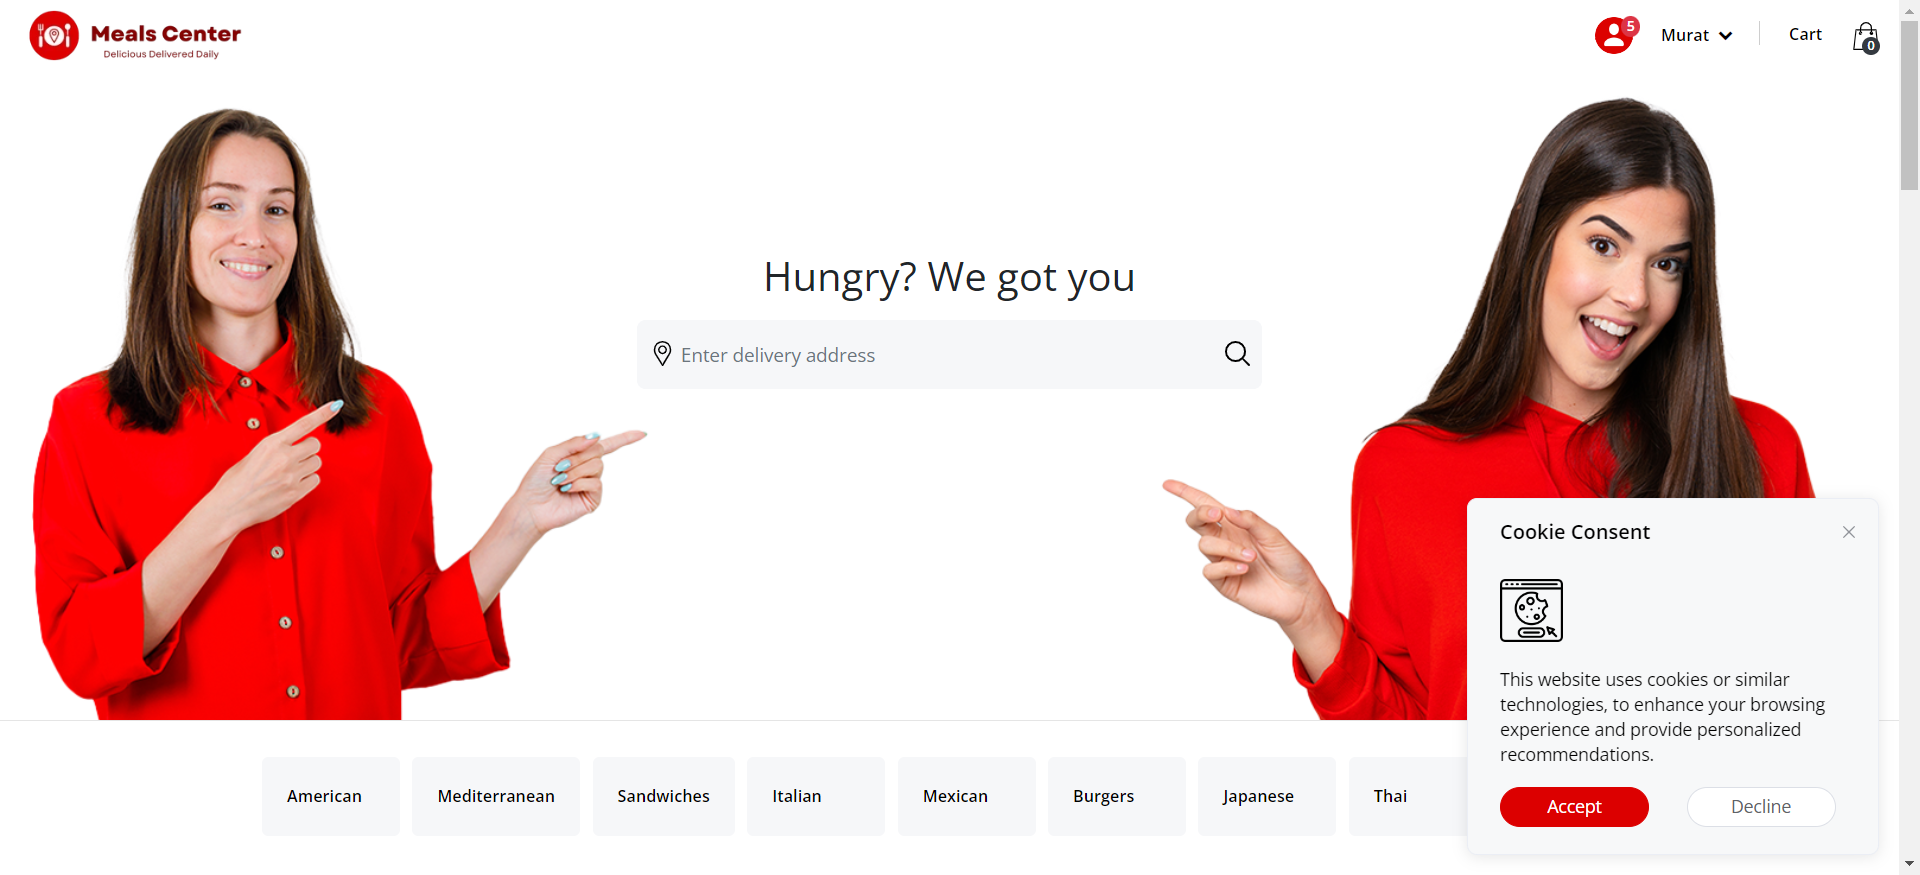 Meals Center
Delicious Delivered Daily
5
Murat
Cart
0
Hungry? We got you
Enter delivery address
Cookie Consent
This website uses cookies or similar
technologies, to enhance your browsing
experience and provide personalized
recommendations.
Accept
Decline
American
Mediterranean
Sandwiches
Italian
Mexican
Burgers
Japanese
Thai